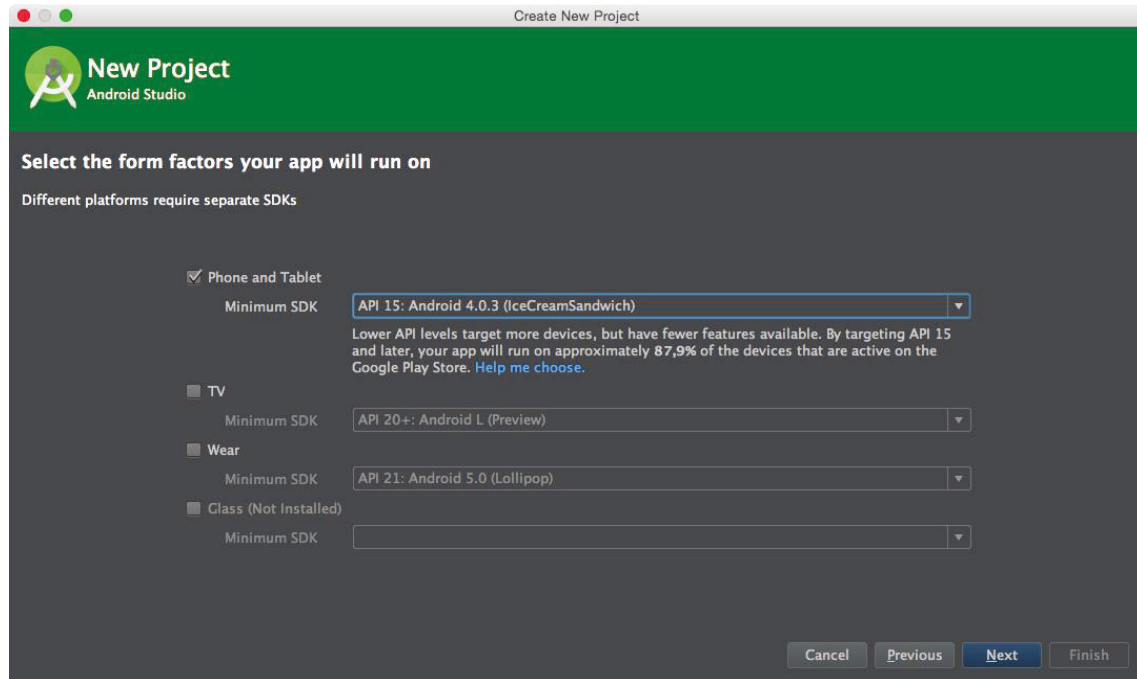 Create New Project
New Project
Android Studio
Select the form factors your app will run on
Different platforms require separate SDKs
Phone and Tablet
Minimum SDK API 15: Android 4.0.3 (IceCreamSandwich)
Lower API levels target more devices, but have fewer features available. By targeting API 15
and later, your app will run on approximately 87,9% of the devices that are active on the
Google Play Store. Help me choose.
TV
Minimum SDK API 20+: Android L (Preview)
Wear
Minimum SDK API 21: Android 5.0 (Lollipop)
Glass (Not Installed)
Minimum SDK
Cancel Previous Next Finish